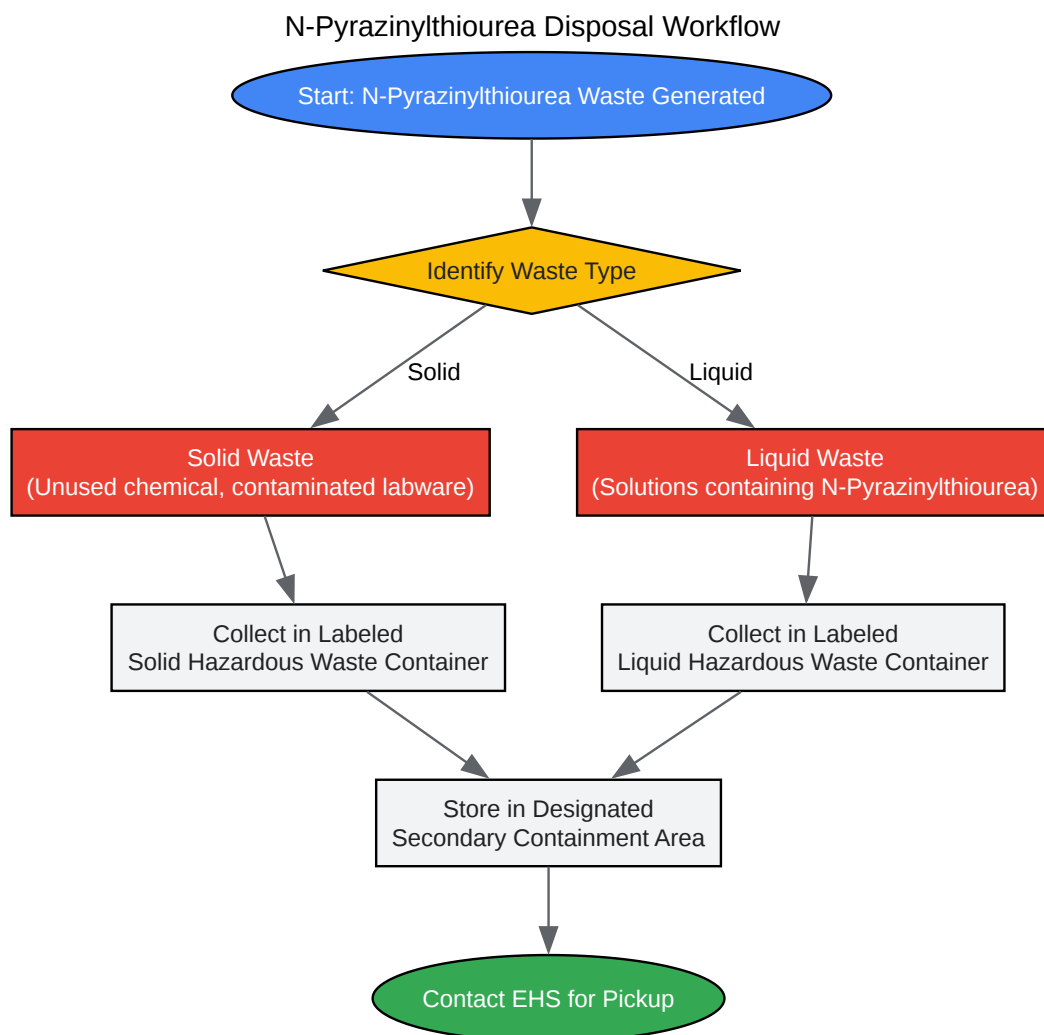 N-Pyrazinylthiourea Disposal Workflow
Start: N-Pyrazinylthiourea Waste Generated
Identify Waste Type
Solid
Liquid
Solid Waste
(Unused chemical, contaminated labware)
Liquid Waste
(Solutions containing N-Pyrazinylthiourea)
Collect in Labeled
Solid Hazardous Waste Container
Collect in Labeled
Liquid Hazardous Waste Container
Store in Designated
Secondary Containment Area
Contact EHS for Pickup